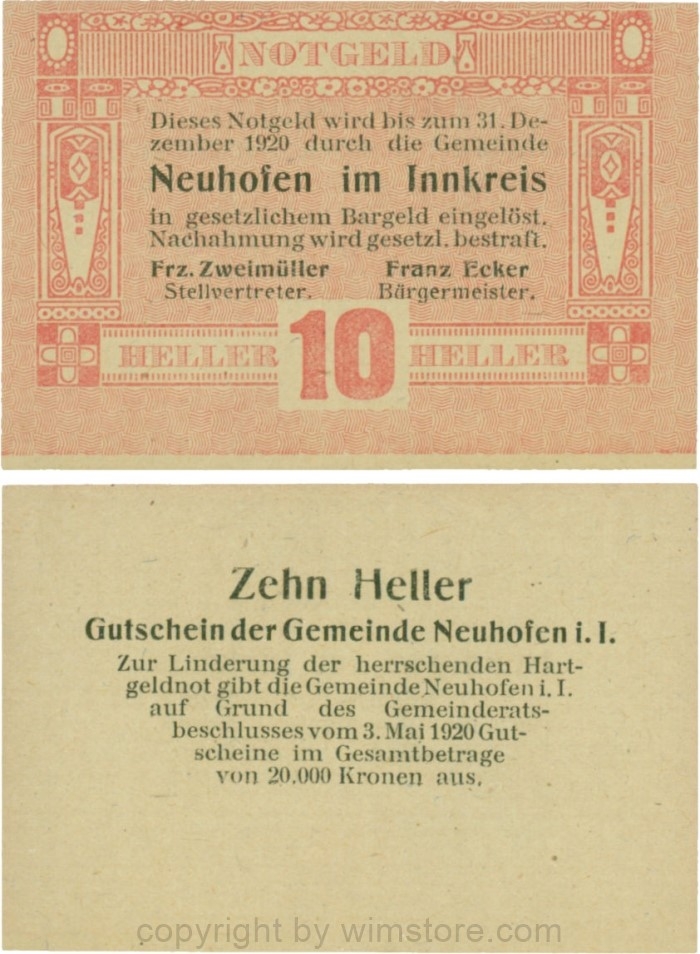 NOTGELD
Dieses Notgeld wird bis zum 31. De-
zember 1920 durch die Gemeinde
Neuhofen im Innkreis
in gesetzlichem Bargeld eingelöst.
Nachahmung wird gesetzl. bestraft.
Frz. Zweimüller Franz Ecker
Stellvertreter. Bürgermeister.
HELLER 10 HELLER
Zehn Heller
Gutschein der Gemeinde Neuhofen i. I.
Zur Linderung der herrschenden Hart-
geldnot gibt die Gemeinde Neuhofen i. I.
auf Grund des Gemeinderats-
beschlusses vom 3. Mai 1920 Gut-
scheine im Gesamtbetrage
von 20.000 Kronen aus.
copyright by wimstore.com